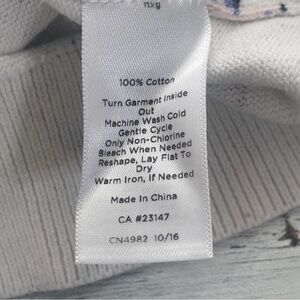 nxg
100% Cotton
Turn Garment Inside
Out
Machine Wash Cold
Gentle Cycle
Only Non-Chlorine
Bleach When Needed
Reshape, Lay Flat To
Dry
Warm Iron, If Needed
Made In China
CA #23147
CN4982 10/16